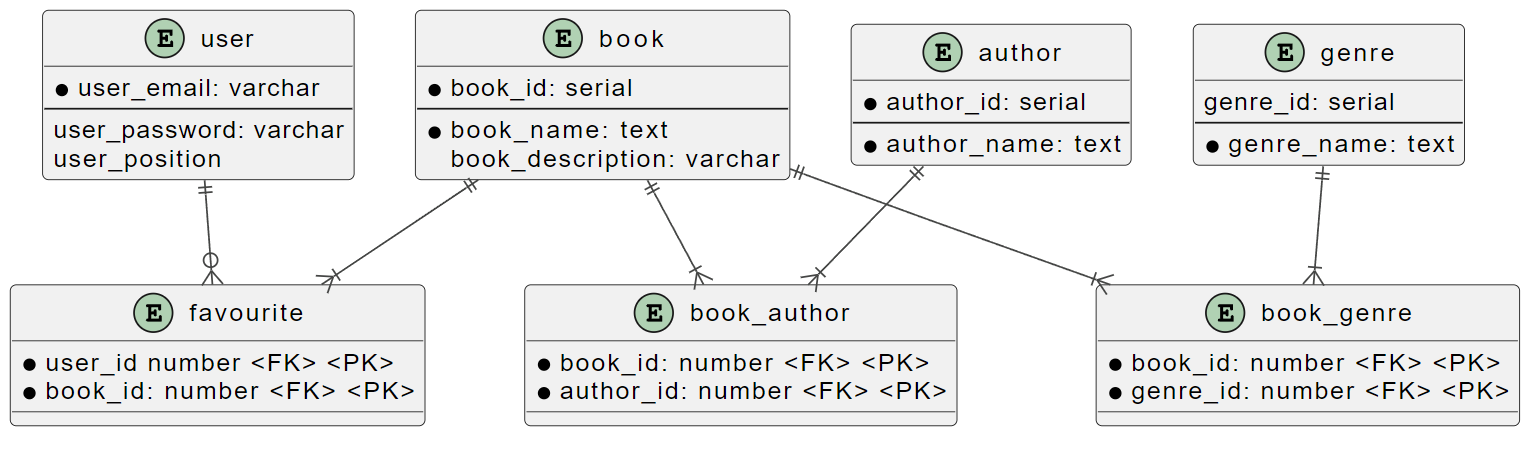 E user
user_email: varchar
user_password: varchar
user_position
E book
book_id: serial
book_name: text
book_description: varchar
E author
author_id: serial
author_name: text
E genre
genre_id: serial
genre_name: text
E favourite
user_id number <FK> <PK>
book_id: number <FK> <PK>
E book_author
book_id: number <FK> <PK>
author_id: number <FK> <PK>
E book_genre
book_id: number <FK> <PK>
genre_id: number <FK> <PK>